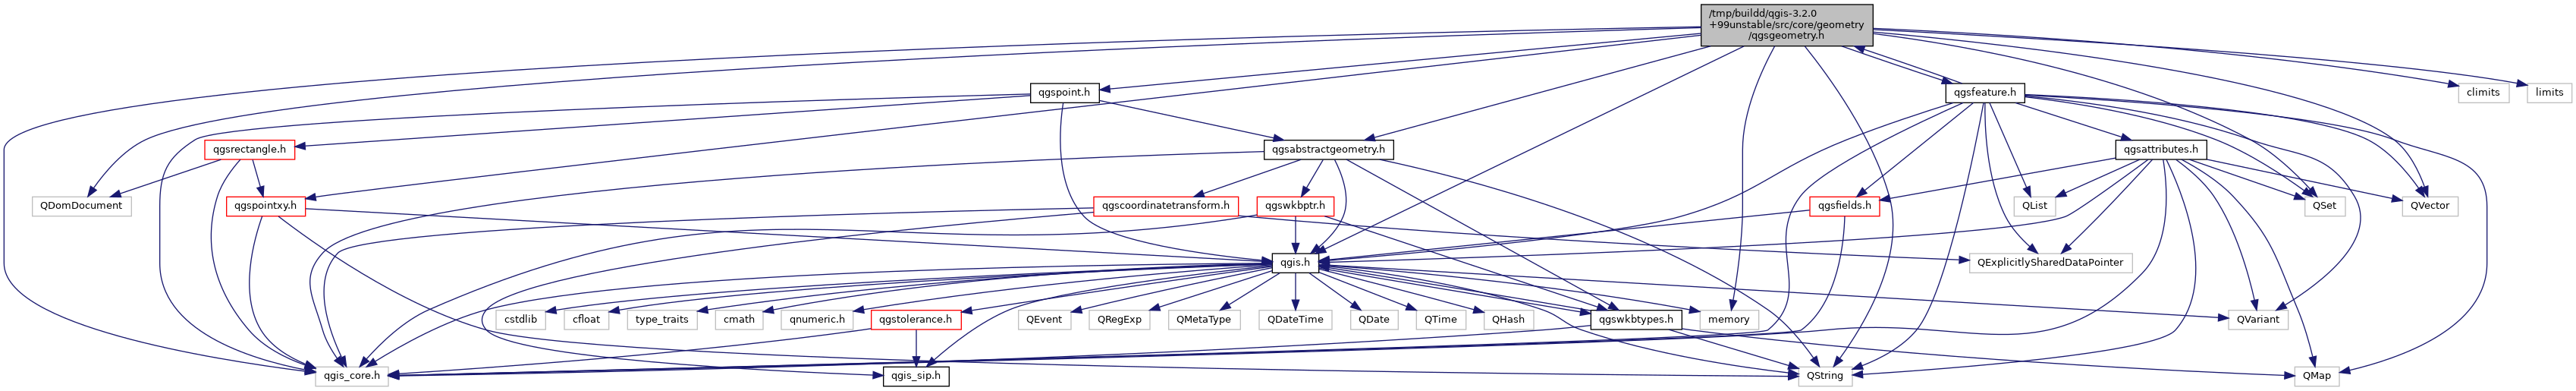 /tmp/buildd/qgis-3.2.0
+99unstable/src/core/geometry
/qgsgeometry.h
qgspoint.h
qgsfeature.h
climits
limits
qgsrectangle.h
qgsabstractgeometry.h
qgsattributes.h
QDomDocument
qgspointxy.h
qgscoordinatetransform.h
qgswkbptr.h
qgsfields.h
QList
QSet
QVector
qgis.h
QExplicitlySharedDataPointer
cstdlib
cfloat
type_traits
cmath
qnumeric.h
qgstolerance.h
QEvent
QRegExp
QMetaType
QDateTime
QDate
QTime
QHash
qgswkbtypes.h
memory
QVariant
qgis_core.h
qgis_sip.h
QString
QMap